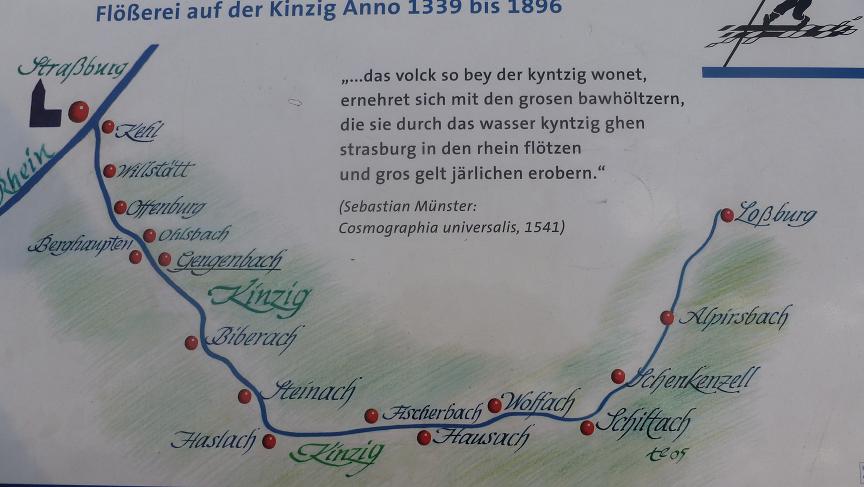 Flößerei auf der Kinzig Anno 1339 bis 1896
„...das volck so bey der kyntzig wonet,
ernehret sich mit den grosen bawhöltzern,
die sie durch das wasser kyntzig ghen
strasburg in den rhein flötzen
und gros gelt järlichen erobern.“
(Sebastian Münster:
Cosmographia universalis, 1541)
Straßburg
Kehl
Rhein
Willstätt
Offenburg
Ohlsbach
Berghaupten
Gengenbach
Kinzig
Biberach
Steinach
Haslach
Kinzig
Fischerbach
Hausach
Wolfach
Schiltach
Schenkenzell
Alpirsbach
Loßburg
te 05